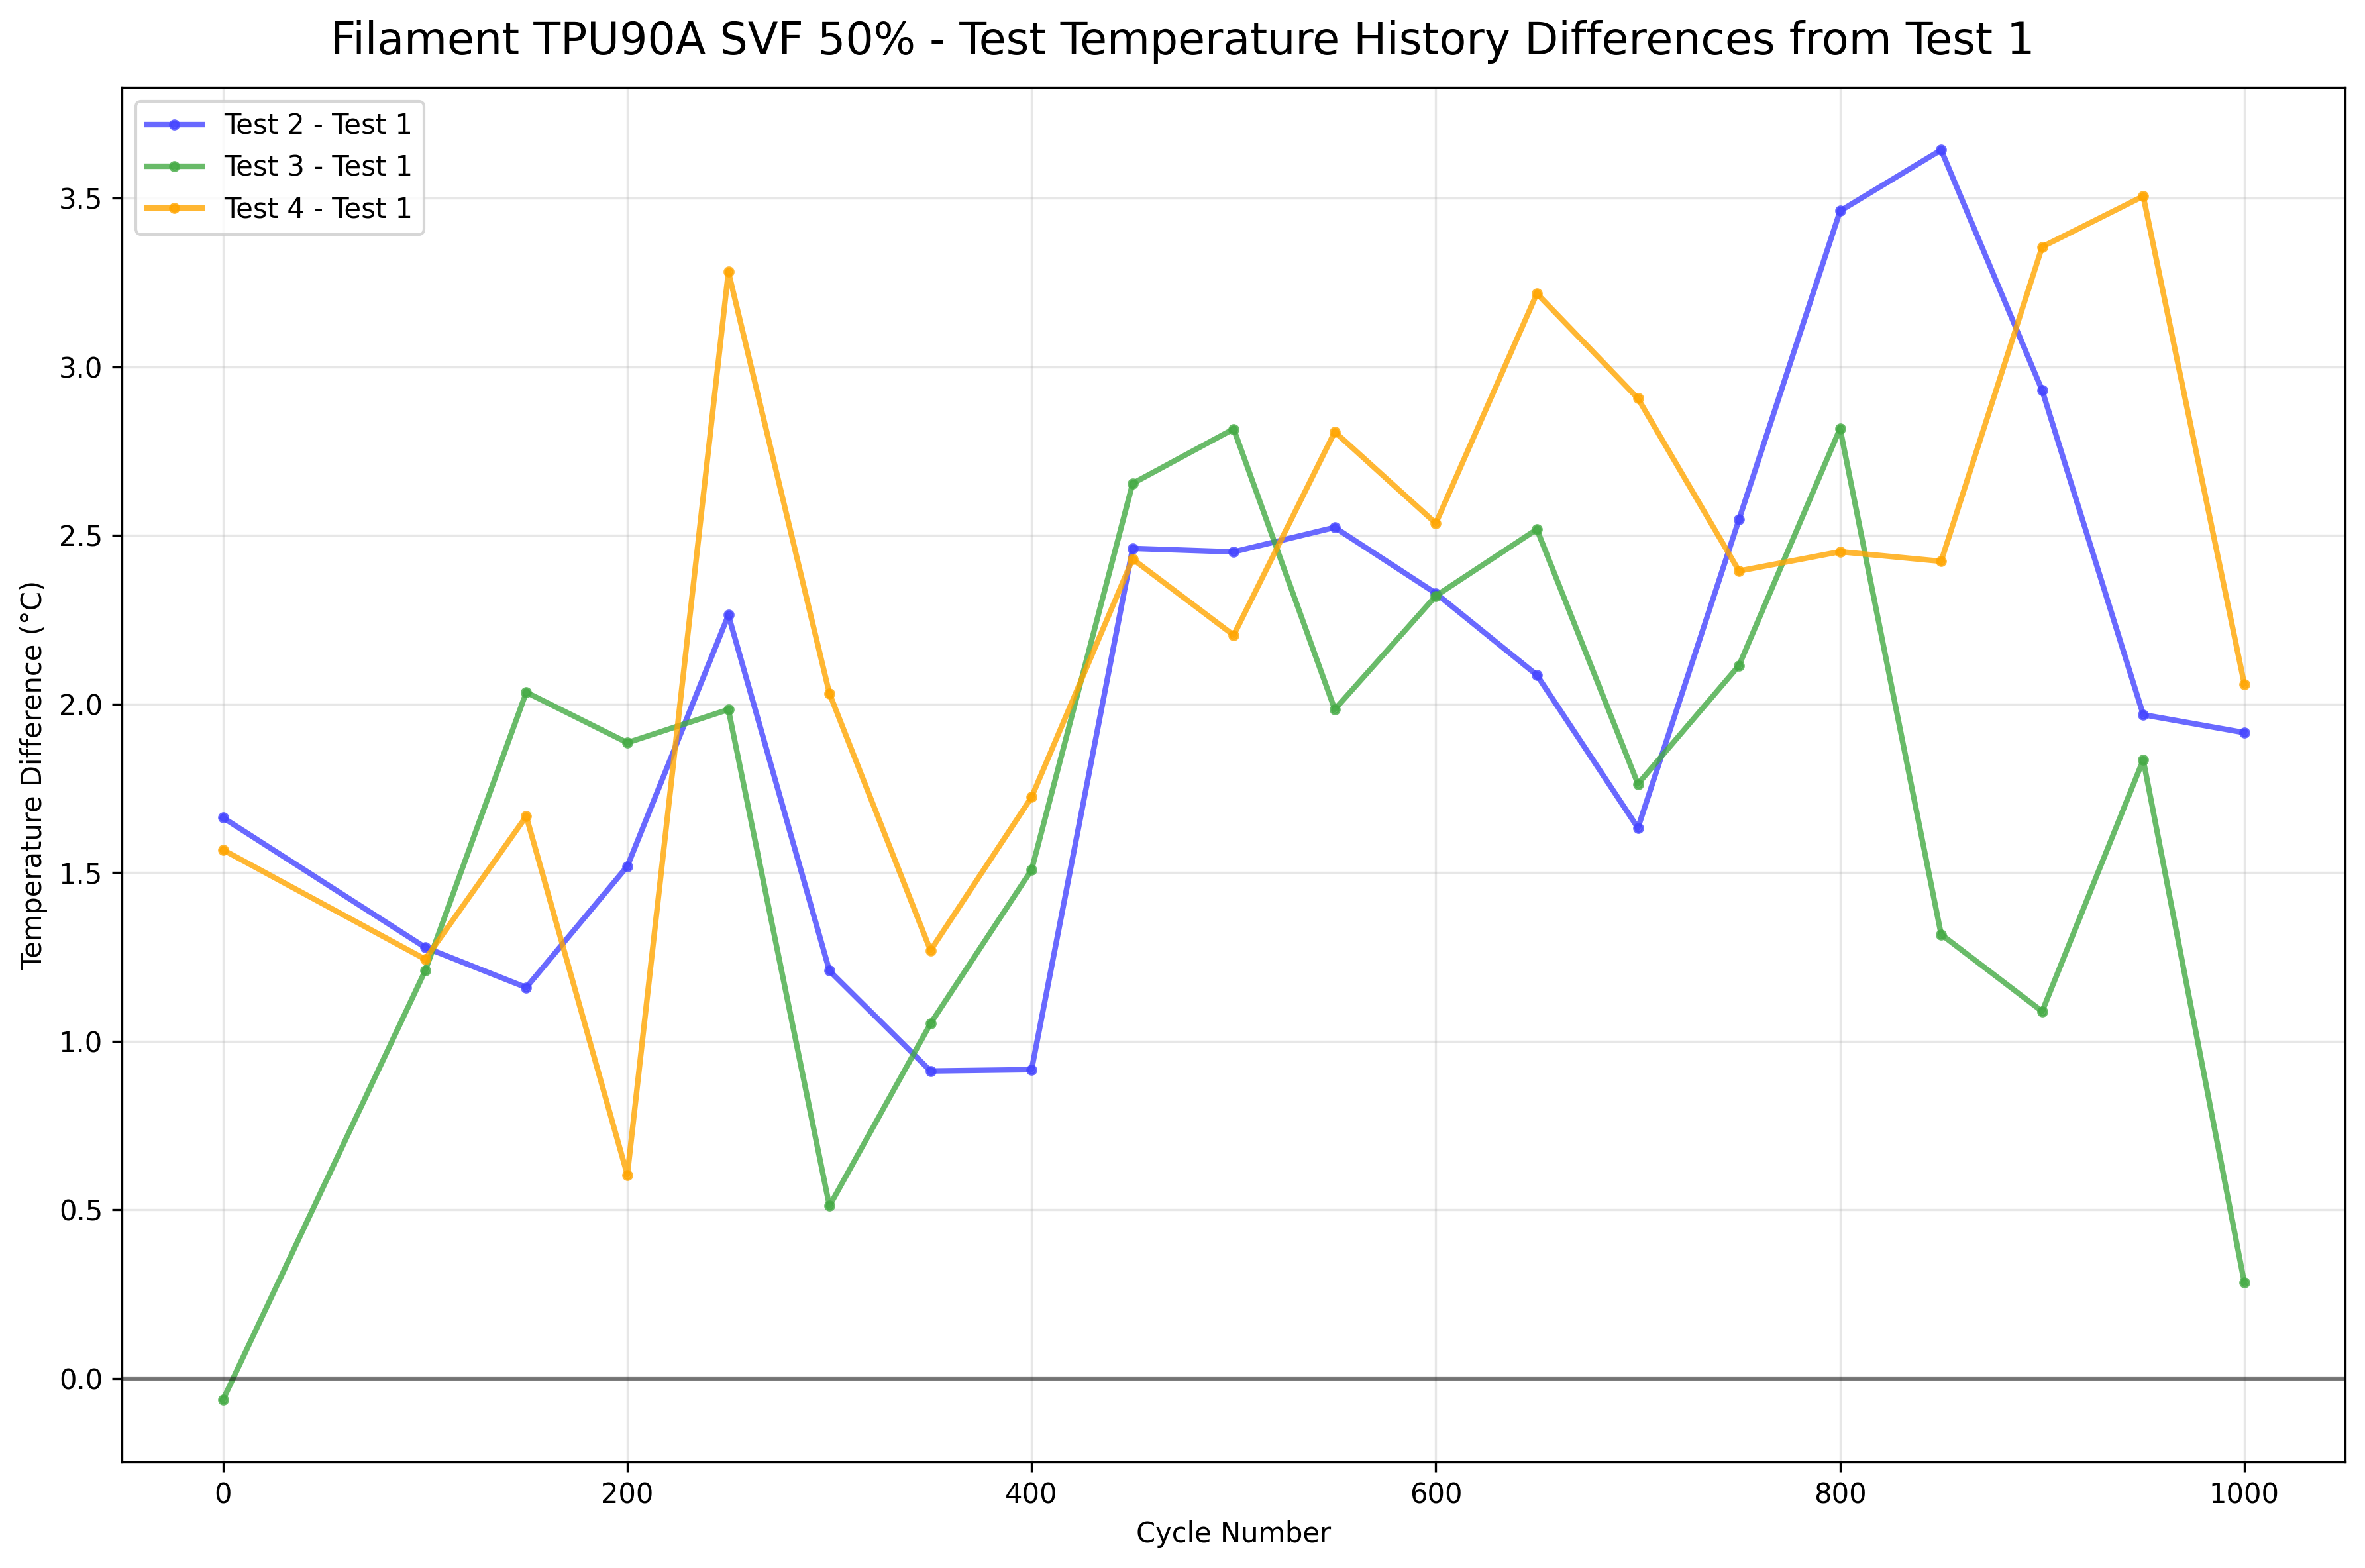 Filament TPU90A SVF 50% - Test Temperature History Differences from Test 1
Test 2 - Test 1
Test 3 - Test 1
Test 4 - Test 1
3.5
3.0
2.5
2.0
1.5
1.0
0.5
0.0
Temperature Difference (°C)
0 200 400 600 800 1000
Cycle Number